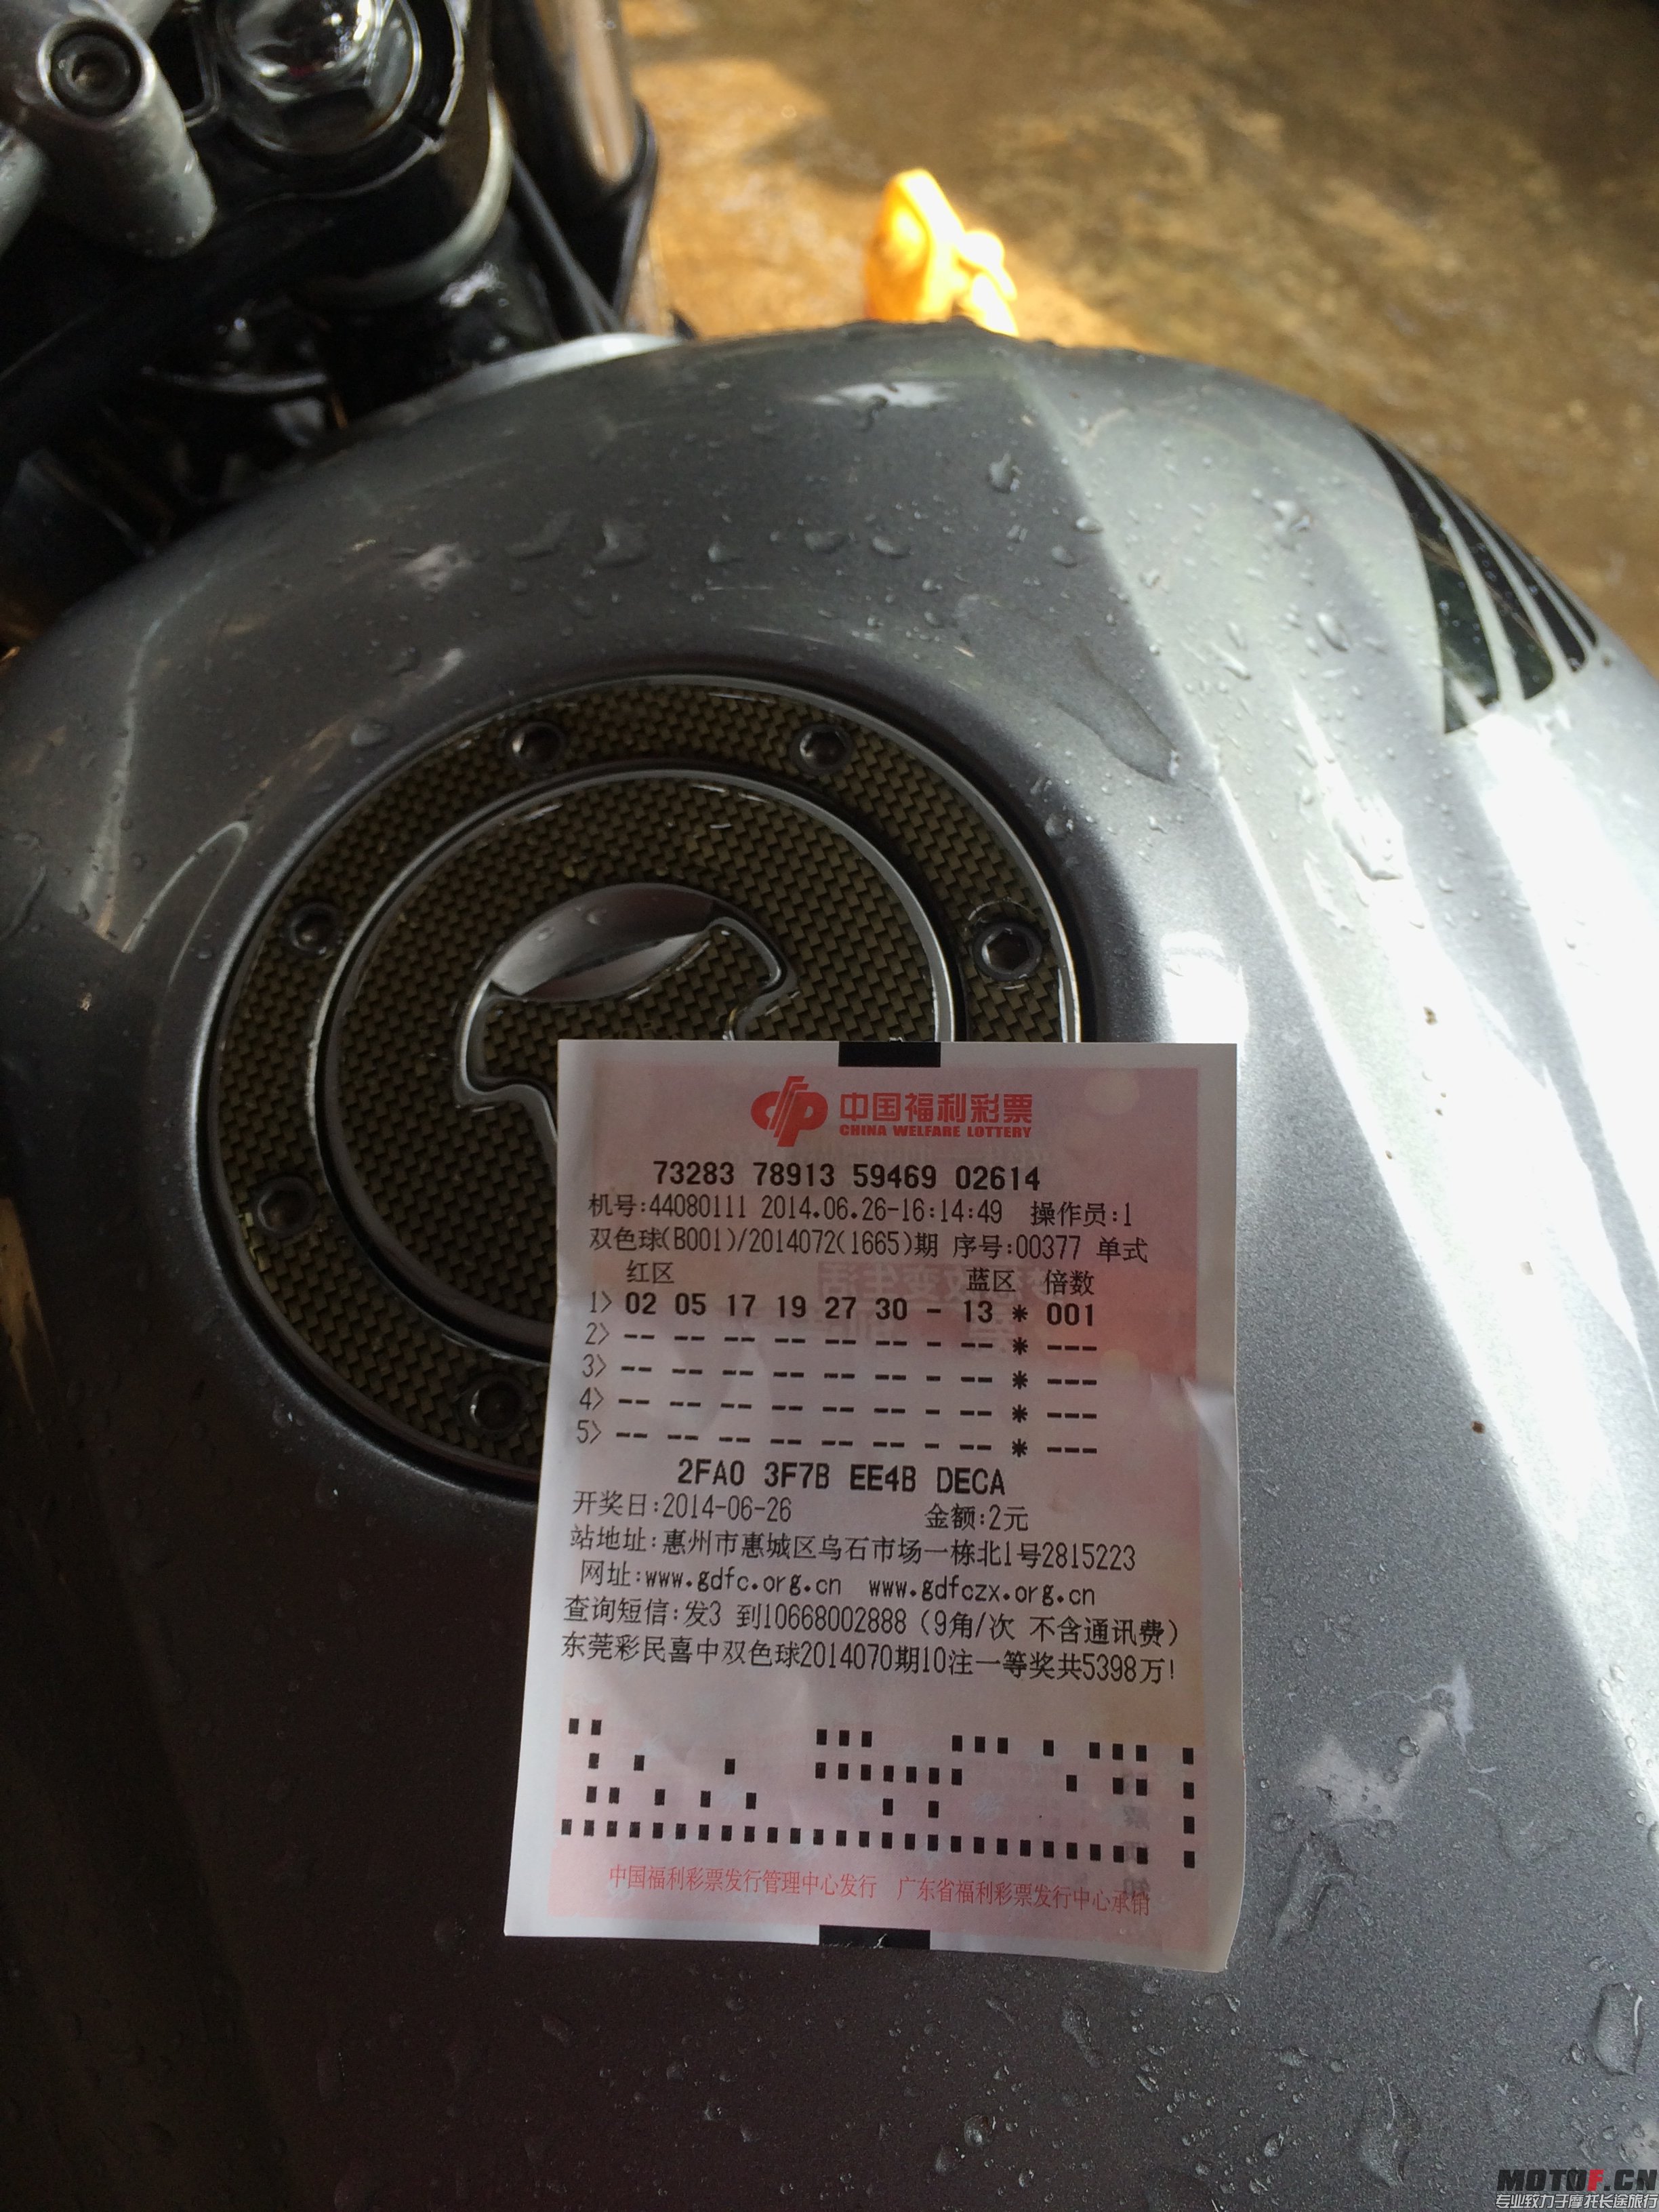 中国福利彩票
CHINA WELFARE LOTTERY
73283 78913 59469 02614
机号:44080111 2014.06.26-16:14:49 操作员:1
双色球(B001)/2014072(1665)期 序号:00377 单式
红区 蓝区 倍数
1> 02 05 17 19 27 30 - 13 * 001
2> -- -- -- -- -- -- - -- * ---
3> -- -- -- -- -- -- - -- * ---
4> -- -- -- -- -- -- - -- * ---
5> -- -- -- -- -- -- - -- * ---
2FA0 3F7B EE4B DECA
开奖日:2014-06-26 金额:2元
站地址:惠州市惠城区乌石市场一栋北1号2815223
网址:www.gdfc.org.cn www.gdfczx.org.cn
查询短信:发3 到10668002888 (9角/次 不含通讯费)
东莞彩民喜中双色球2014070期10注一等奖共5398万!
中国福利彩票发行管理中心发行 广东省福利彩票发行中心承销
MOTOF.CN
专业致力于摩托长途旅行